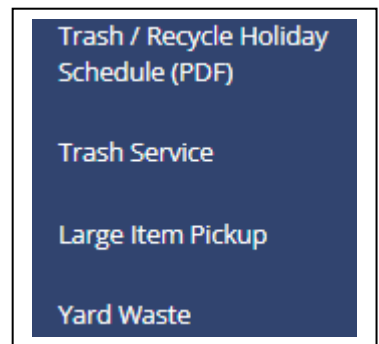 Trash / Recycle Holiday
Schedule (PDF)
Trash Service
Large Item Pickup
Yard Waste